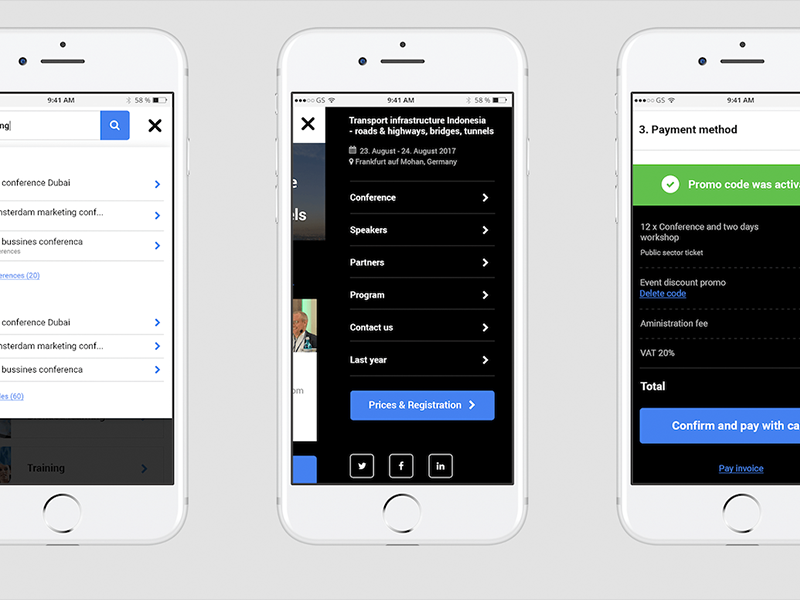 9:41 AM
58 %
ng
conference Dubai
nsterdam marketing conf...
bussines conferenca
erences
erences (20)
conference Dubai
nsterdam marketing conf...
bussines conferenca
les (60)
Training
GS
9:41 AM
58 %
Transport infrastructure Indonesia
- roads & highways, bridges, tunnels
23. August - 24. August 2017
Frankfurt auf Mohan, Germany
e
ls
om
Conference
Speakers
Partners
Program
Contact us
Last year
Prices & Registration
f
in
GS
9:41 AM
3. Payment method
Promo code was activa
12 x Conference and two days
workshop
Public sector ticket
Event discount promo
Delete code
Aministration fee
VAT 20%
Total
Confirm and pay with ca
Pay invoice